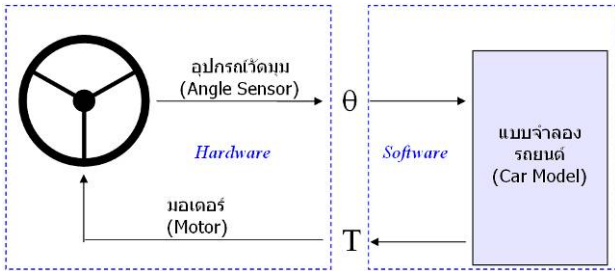 อุปกรณ์วัดมุม
(Angle Sensor)
θ
Hardware
Software
แบบจำลอง
รถยนต์
(Car Model)
มอเตอร์
(Motor)
T